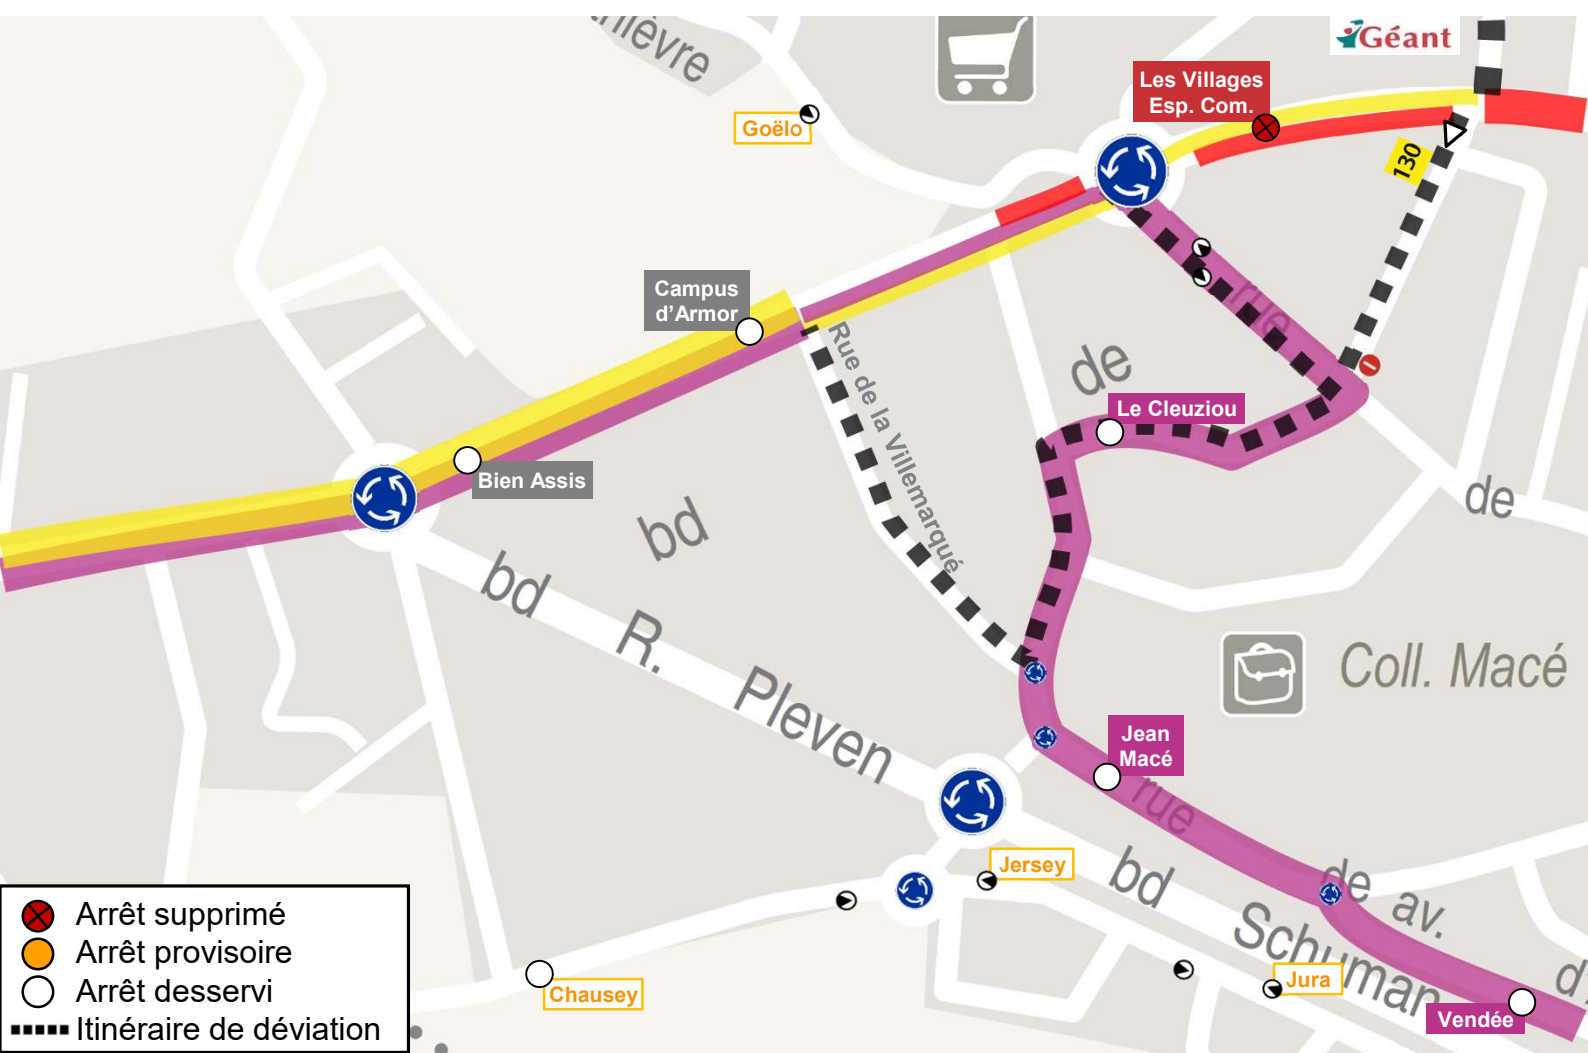 Géant
Les Villages
Esp. Com.
Goëlo
130
Campus
d’Armor
rue
Rue de la Villemarqué
de
Le Cleuziou
Bien Assis
de
bd
bd
R.
Pleven
Coll. Macé
Jean
Macé
rue
Jersey
bd
de av.
Schuman
Chausey
Jura
Vendée
Arrêt supprimé
Arrêt provisoire
Arrêt desservi
Itinéraire de déviation